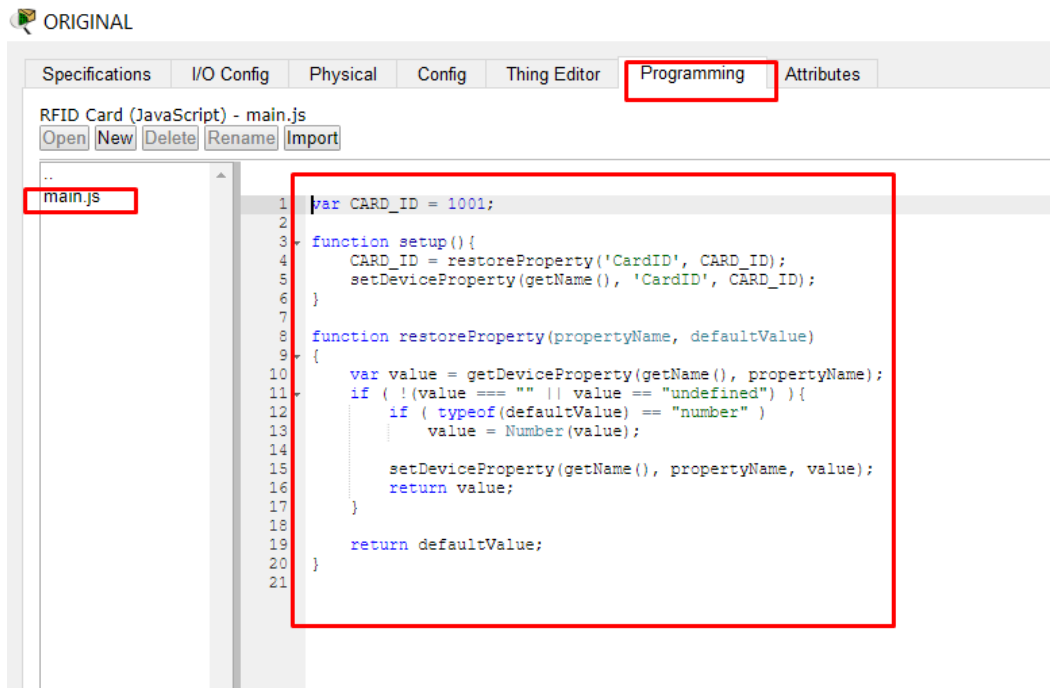 ORIGINAL
Specifications I/O Config Physical Config Thing Editor Programming Attributes
RFID Card (JavaScript) - main.js
Open New Delete Rename Import
..
main.js
1 var CARD_ID = 1001;
2
3 function setup(){
4     CARD_ID = restoreProperty('CardID', CARD_ID);
5     setDeviceProperty(getName(), 'CardID', CARD_ID);
6 }
7
8 function restoreProperty(propertyName, defaultValue)
9 {
10     var value = getDeviceProperty(getName(), propertyName);
11     if ( !(value === "" || value == "undefined") ){
12         if ( typeof(defaultValue) == "number" )
13             value = Number(value);
14
15         setDeviceProperty(getName(), propertyName, value);
16         return value;
17     }
18
19     return defaultValue;
20 }
21